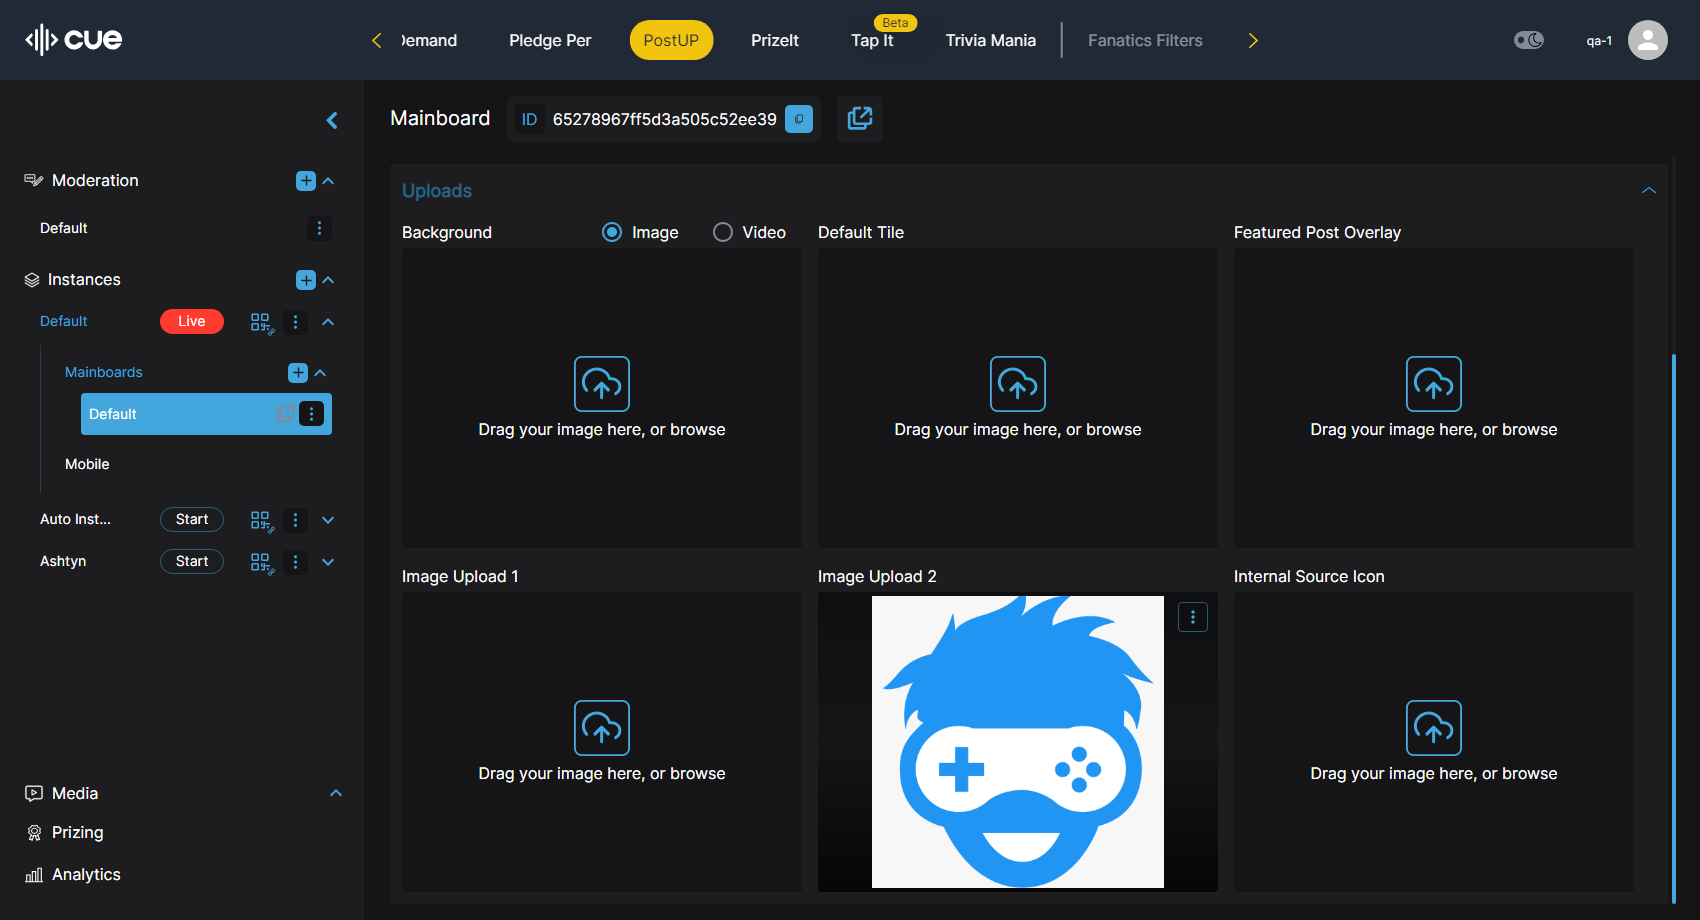 cue
Demand
Pledge Per
PostUP
PrizeIt
Beta
Tap It
Trivia Mania
Fanatics Filters
qa-1
Mainboard
ID
65278967ff5d3a505c52ee39
Moderation
Default
Instances
Default
Live
Mainboards
Default
Mobile
Auto Inst...
Start
Ashtyn
Start
Media
Prizing
Analytics
Uploads
Background
Image
Video
Default Tile
Featured Post Overlay
Drag your image here, or browse
Drag your image here, or browse
Drag your image here, or browse
Image Upload 1
Image Upload 2
Internal Source Icon
Drag your image here, or browse
Drag your image here, or browse